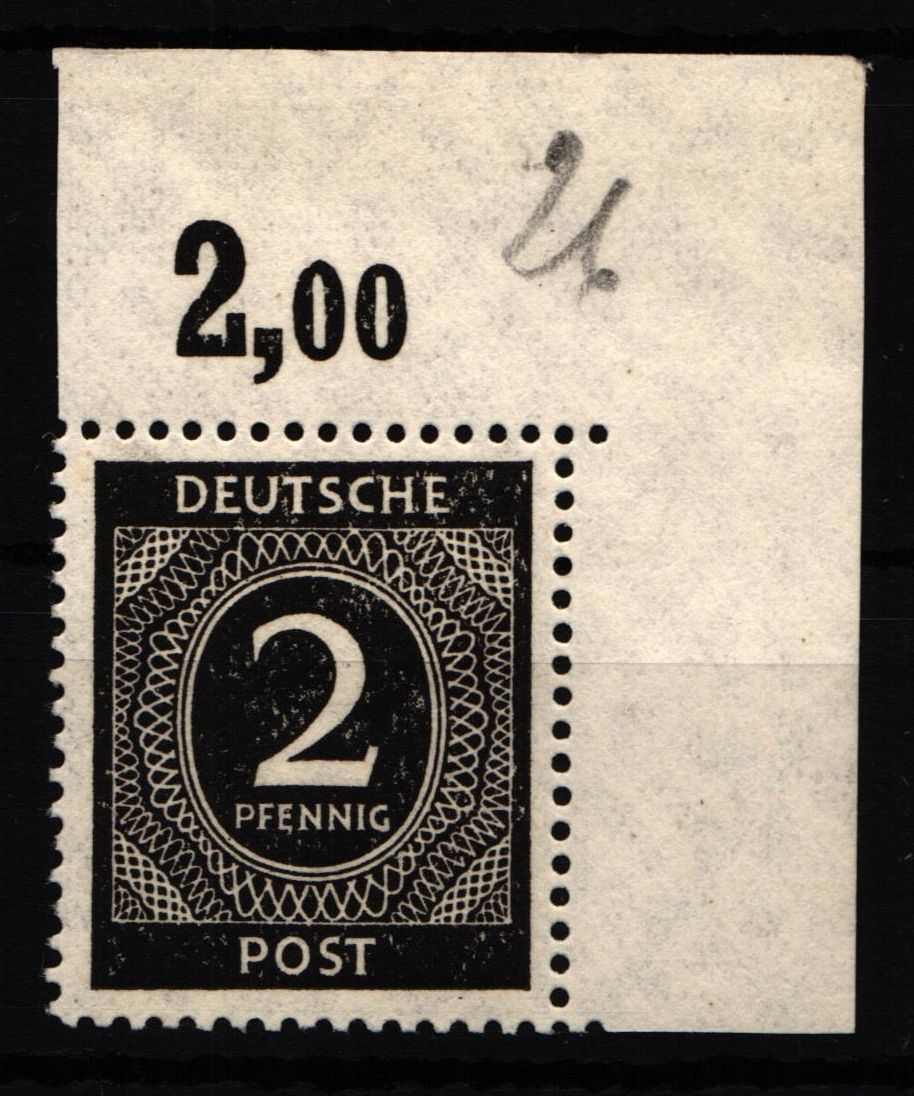 2,00
DEUTSCHE
2
PFENNIG
POST